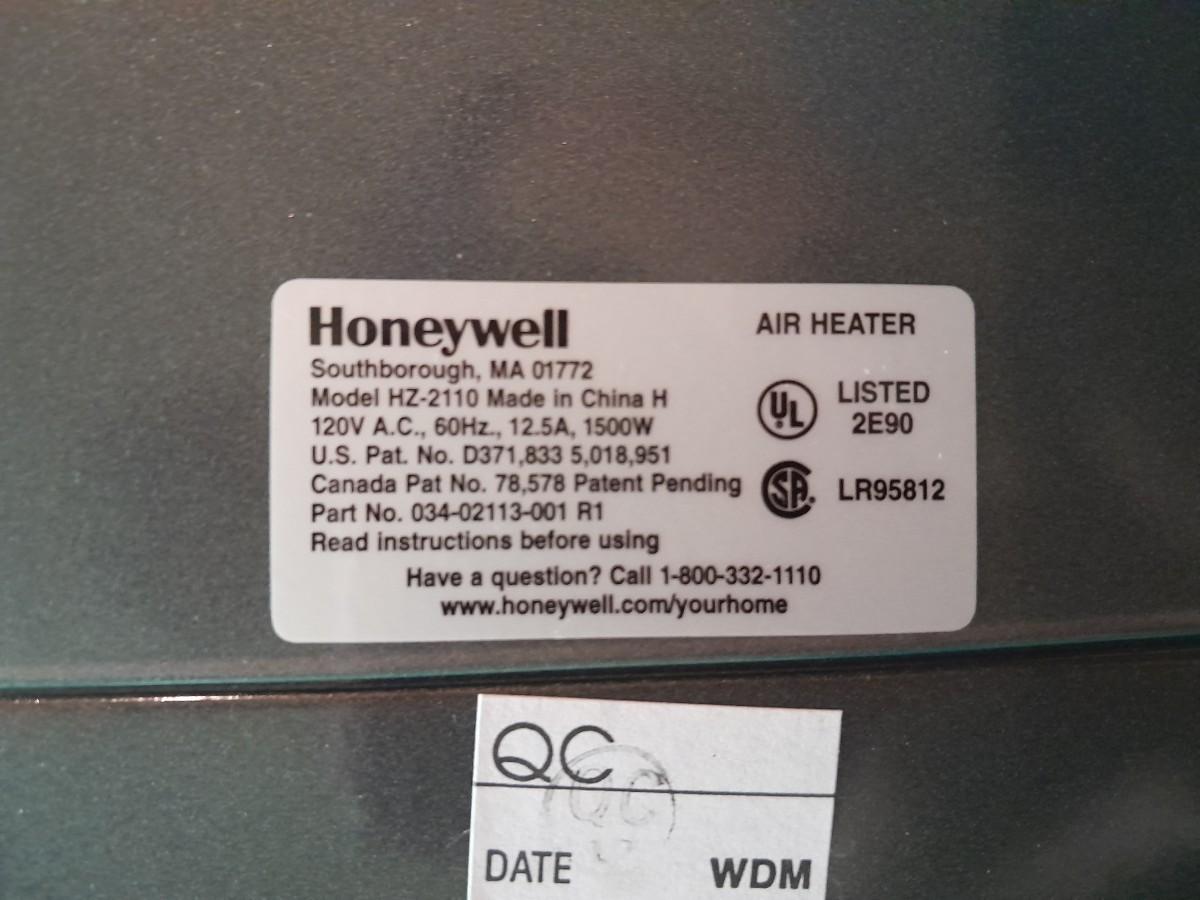 Honeywell
AIR HEATER
Southborough, MA 01772
Model HZ-2110 Made in China H
120V A.C., 60Hz., 12.5A, 1500W
U.S. Pat. No. D371,833 5,018,951
Canada Pat No. 78,578 Patent Pending
Part No. 034-02113-001 R1
Read instructions before using
UL
LISTED
2E90
SA.
LR95812
Have a question? Call 1-800-332-1110
www.honeywell.com/yourhome
QC
QC
DATE
WDM